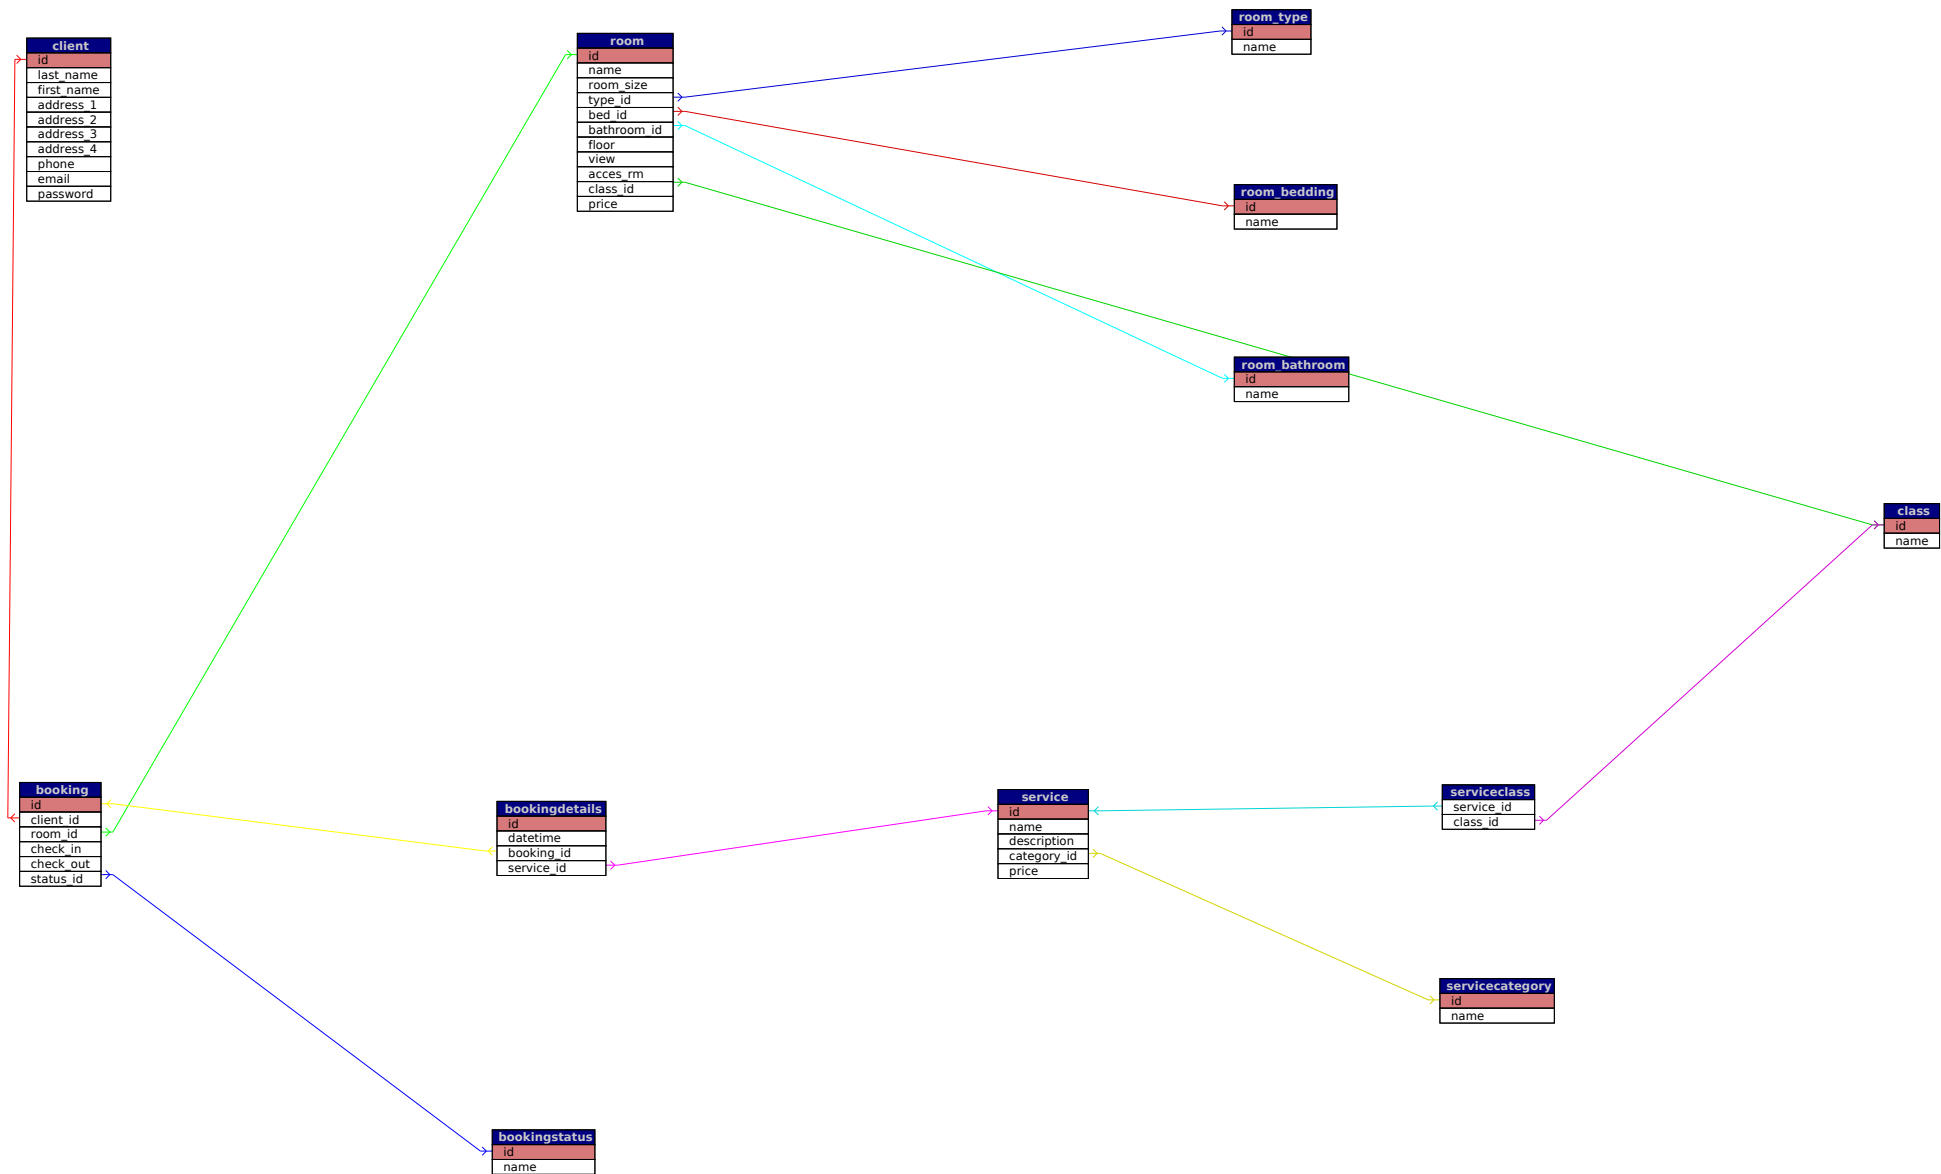 client
id
last_name
first_name
address_1
address_2
address_3
address_4
phone
email
password
room
id
name
room_size
type_id
bed_id
bathroom_id
floor
view
acces_rm
class_id
price
room_type
id
name
room_bedding
id
name
room_bathroom
id
name
class
id
name
booking
id
client_id
room_id
check_in
check_out
status_id
bookingdetails
id
datetime
booking_id
service_id
service
id
name
description
category_id
price
serviceclass
service_id
class_id
servicecategory
id
name
bookingstatus
id
name